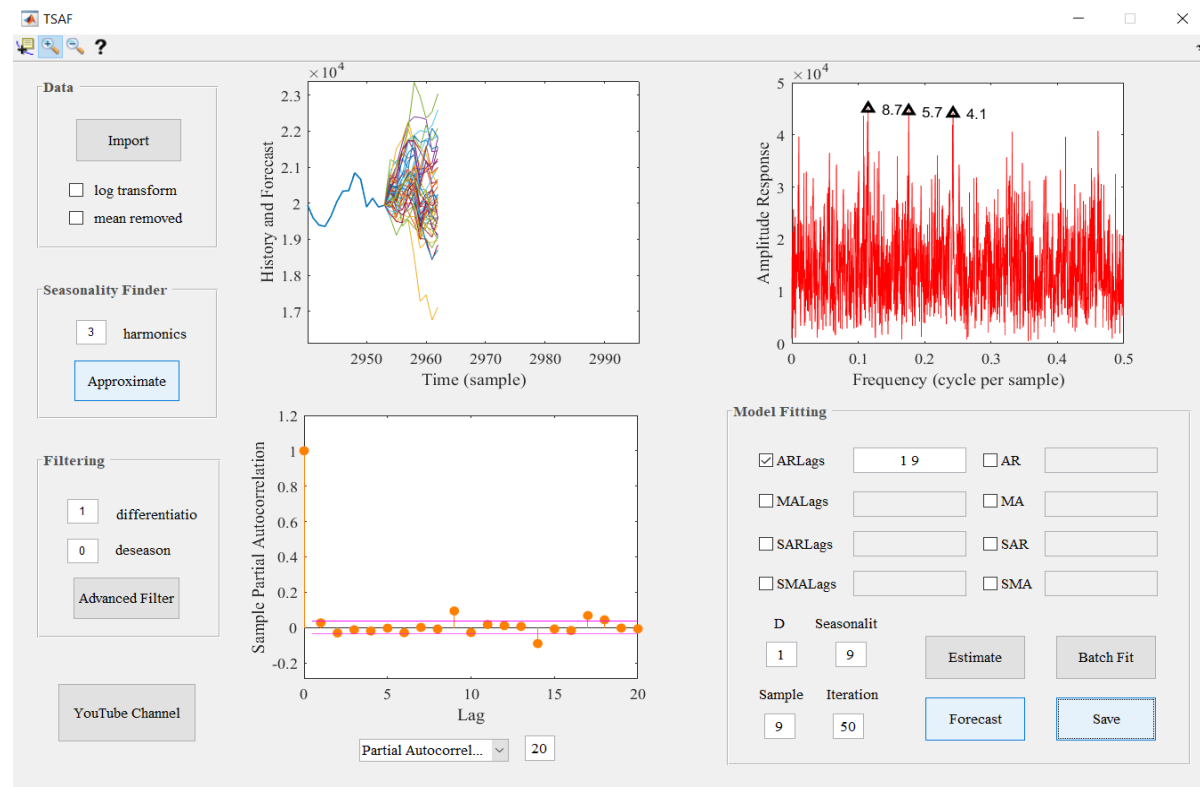 TSAF
?
Data
Import
log transform
mean removed
Seasonality Finder
3 harmonics
Approximate
Filtering
1 differentiatio
0 deseason
Advanced Filter
YouTube Channel
×10⁴
2.3
2.2
2.1
2
1.9
1.8
1.7
History and Forecast
2950 2960 2970 2980 2990
Time (sample)
×10⁴
5
4
3
2
1
0
Amplitude Response
8.7 5.7 4.1
0 0.1 0.2 0.3 0.4 0.5
Frequency (cycle per sample)
1.2
1
0.8
0.6
0.4
0.2
0
-0.2
Sample Partial Autocorrelation
0 5 10 15 20
Lag
Partial Autocorrel... 20
Model Fitting
ARLags 1 9 AR
MALags MA
SARLags SAR
SMALags SMA
D Seasonalit
1 9 Estimate Batch Fit
Sample Iteration
9 50 Forecast Save